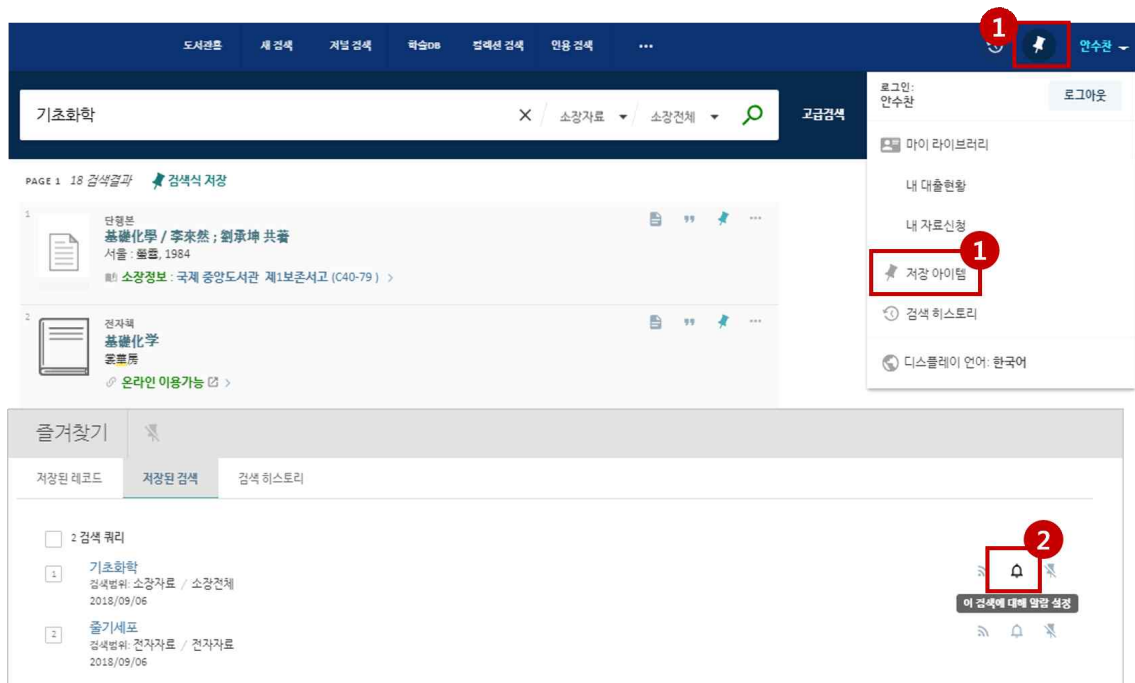 도서관홈 새 검색 저널 검색 학술DB 컬렉션 검색 인용 검색 ... 1 안수찬
기초화학 × 소장자료 소장전체 고급검색
로그인:
안수찬
로그아웃
마이 라이브러리
내 대출현황
내 자료신청
1
저장 아이템
검색 히스토리
디스플레이 언어: 한국어
PAGE 1 18 검색결과 검색식 저장
1
단행본
基礎化學 / 李來然 ; 劉承坤 共著
서울 : 螢雪, 1984
소장정보 : 국제 중앙도서관 제1보존서고 (C40-79 ) >
2
전자책
基礎化学
裳華房
온라인 이용가능 >
즐겨찾기
저장된 레코드 저장된 검색 검색 히스토리
2 검색 쿼리
2
1 기초화학
검색범위: 소장자료 / 소장전체
2018/09/06
이 검색에 대해 알람 설정
2 줄기세포
검색범위: 전자자료 / 전자자료
2018/09/06